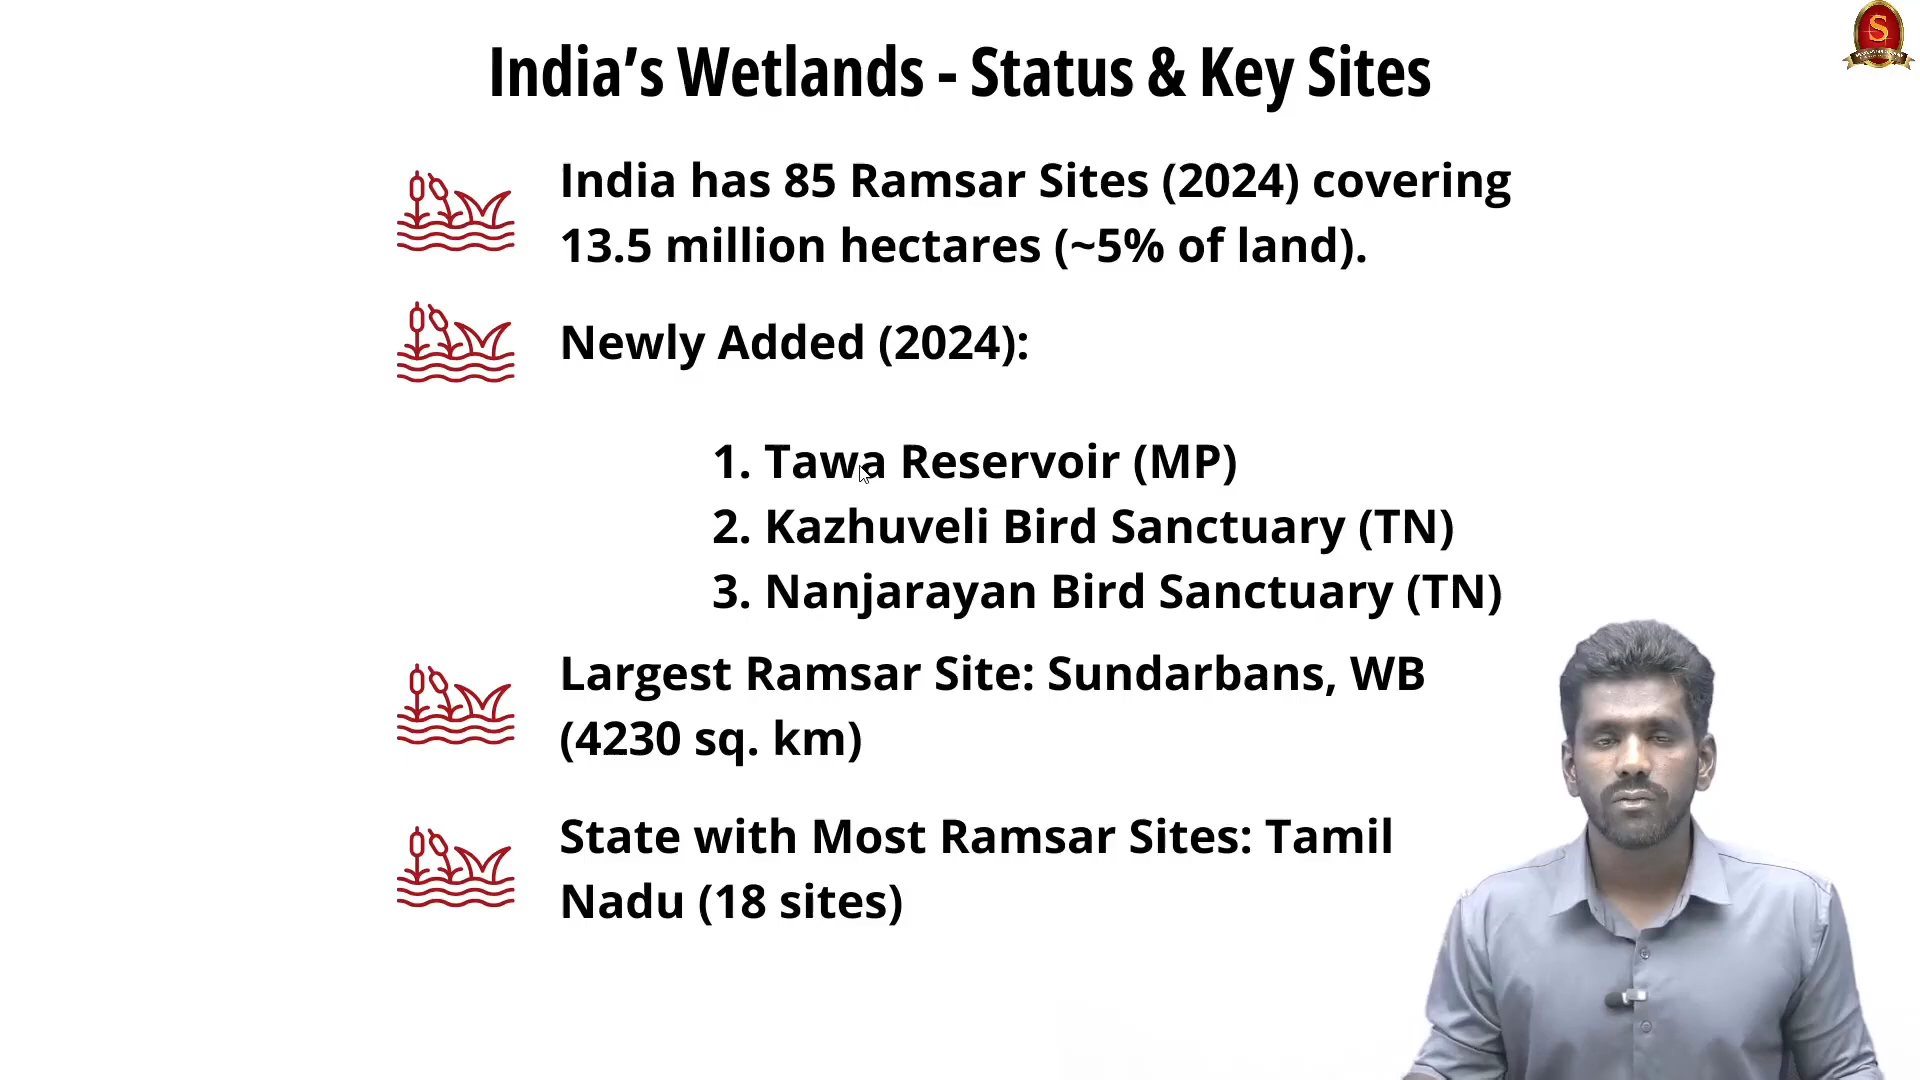 India’s Wetlands - Status & Key Sites
India has 85 Ramsar Sites (2024) covering
13.5 million hectares (~5% of land).
Newly Added (2024):
1. Tawa Reservoir (MP)
2. Kazhuveli Bird Sanctuary (TN)
3. Nanjarayan Bird Sanctuary (TN)
Largest Ramsar Site: Sundarbans, WB
(4230 sq. km)
State with Most Ramsar Sites: Tamil
Nadu (18 sites)
S